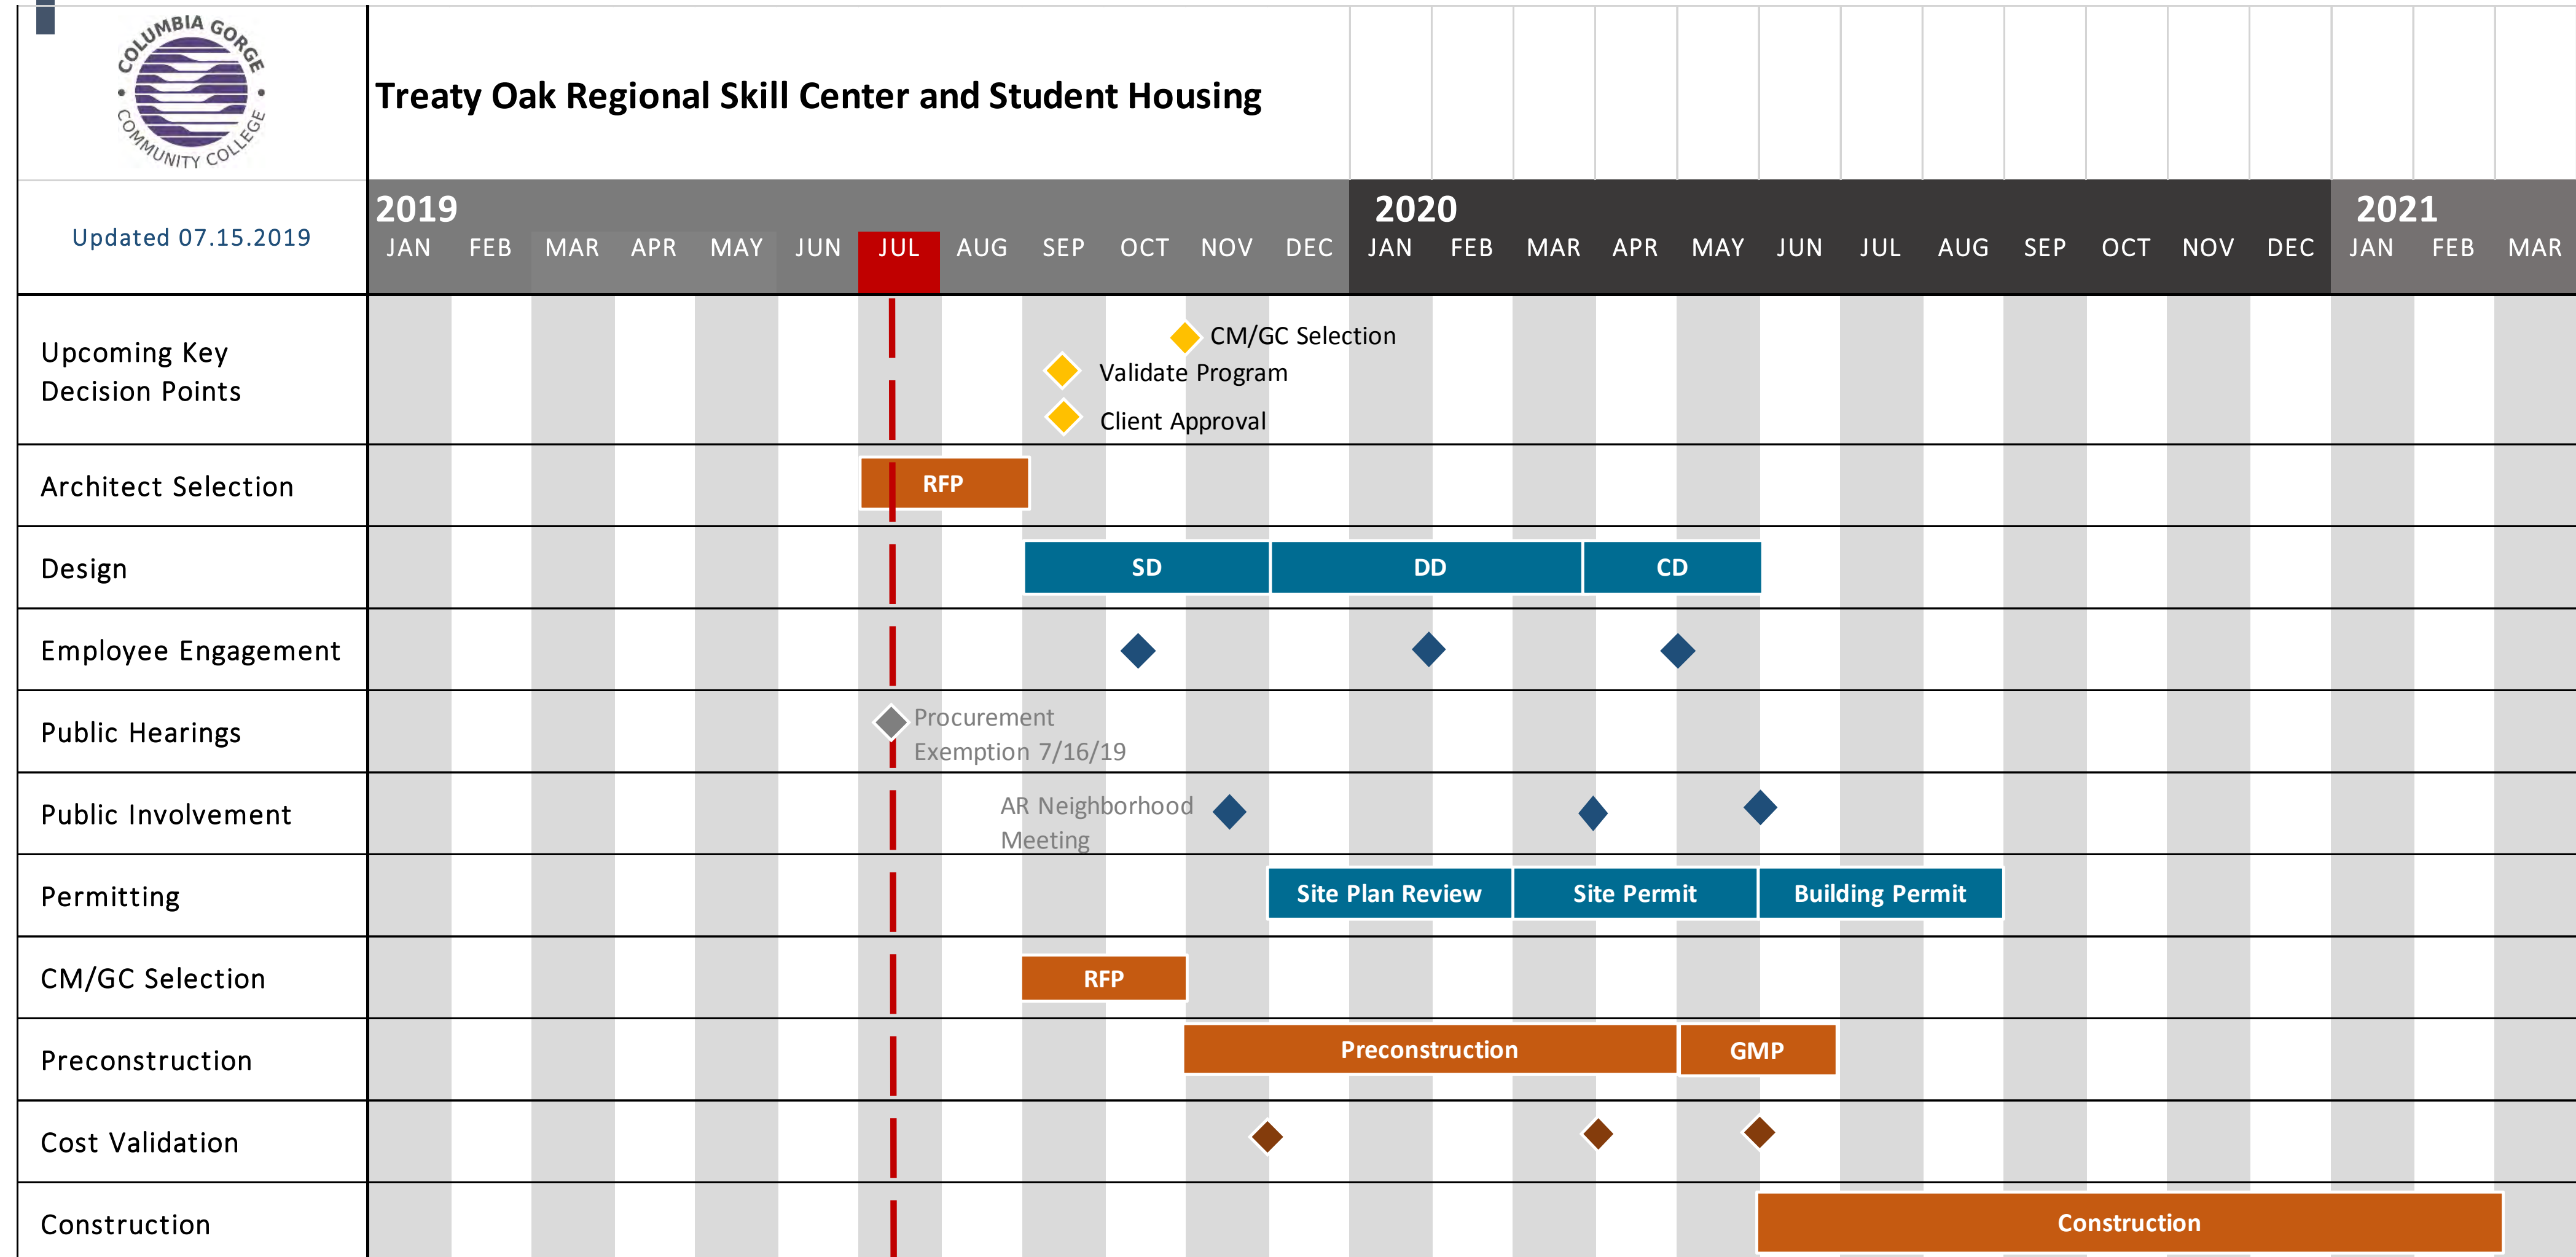 COLUMBIA GORGE
COMMUNITY COLLEGE
Treaty Oak Regional Skill Center and Student Housing
Updated 07.15.2019
2019 2020 2021
JAN FEB MAR APR MAY JUN JUL AUG SEP OCT NOV DEC JAN FEB MAR APR MAY JUN JUL AUG SEP OCT NOV DEC JAN FEB MAR
Upcoming Key
Decision Points
CM/GC Selection
Validate Program
Client Approval
Architect Selection
RFP
Design
SD DD CD
Employee Engagement
Public Hearings
Procurement
Exemption 7/16/19
Public Involvement
AR Neighborhood
Meeting
Permitting
Site Plan Review Site Permit Building Permit
CM/GC Selection
RFP
Preconstruction
Preconstruction GMP
Cost Validation
Construction
Construction